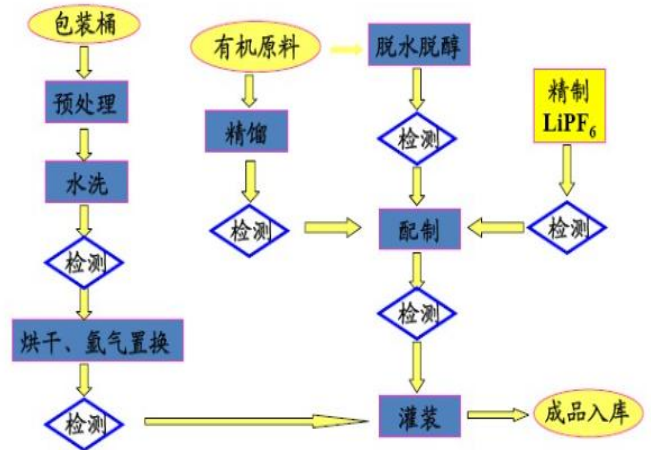 包装桶
预处理
水洗
检测
烘干、氩气置换
检测
有机原料
精馏
检测
脱水脱醇
检测
配制
检测
灌装
精制
LiPF₆
检测
成品入库